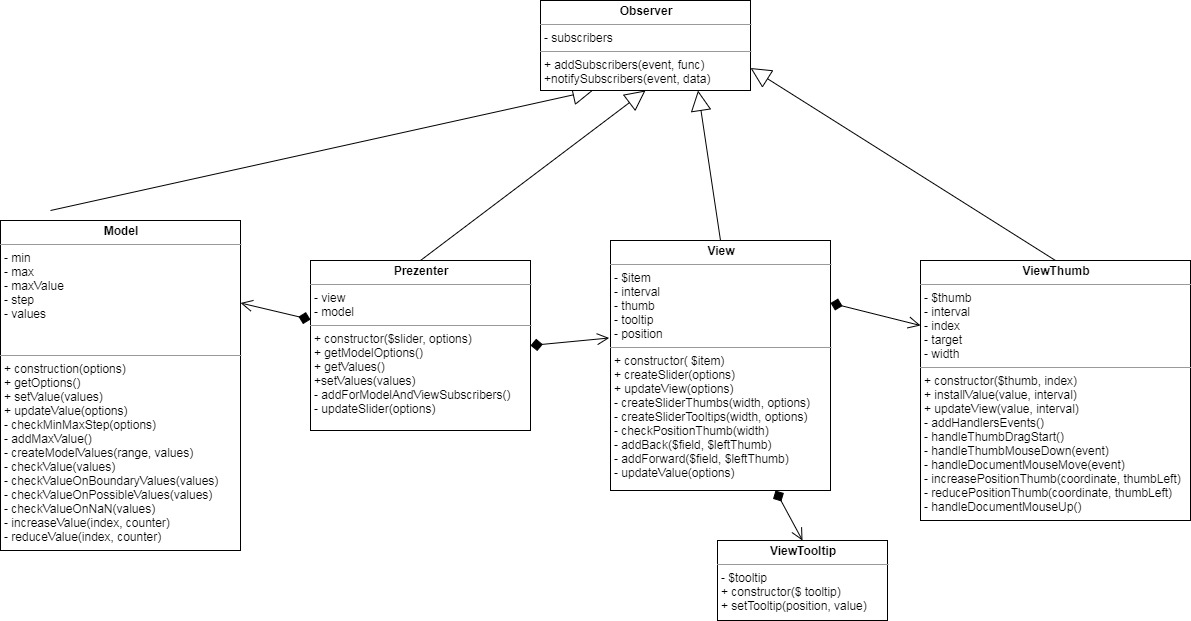 Observer
- subscribers
+ addSubscribers(event, func)
+notifySubscribers(event, data)
Model
- min
- max
- maxValue
- step
- values
+ construction(options)
+ getOptions()
+ setValue(values)
+ updateValue(options)
- checkMinMaxStep(options)
- addMaxValue()
- createModelValues(range, values)
- checkValue(values)
- checkValueOnBoundaryValues(values)
- checkValueOnPossibleValues(values)
- checkValueOnNaN(values)
- increaseValue(index, counter)
- reduceValue(index, counter)
Prezenter
- view
- model
+ constructor($slider, options)
+ getModelOptions()
+ getValues()
+setValues(values)
- addForModelAndViewSubscribers()
- updateSlider(options)
View
- $item
- interval
- thumb
- tooltip
- position
+ constructor( $item)
+ createSlider(options)
+ updateView(options)
- createSliderThumbs(width, options)
- createSliderTooltips(width, options)
- checkPositionThumb(width)
- addBack($field, $leftThumb)
- addForward($field, $leftThumb)
- updateValue(options)
ViewThumb
- $thumb
- interval
- index
- target
- width
+ constructor($thumb, index)
+ installValue(value, interval)
+ updateView(value, interval)
- addHandlersEvents()
- handleThumbDragStart()
- handleThumbMouseDown(event)
- handleDocumentMouseMove(event)
- increasePositionThumb(coordinate, thumbLeft)
- reducePositionThumb(coordinate, thumbLeft)
- handleDocumentMouseUp()
ViewTooltip
- $tooltip
+ constructor($ tooltip)
+ setTooltip(position, value)